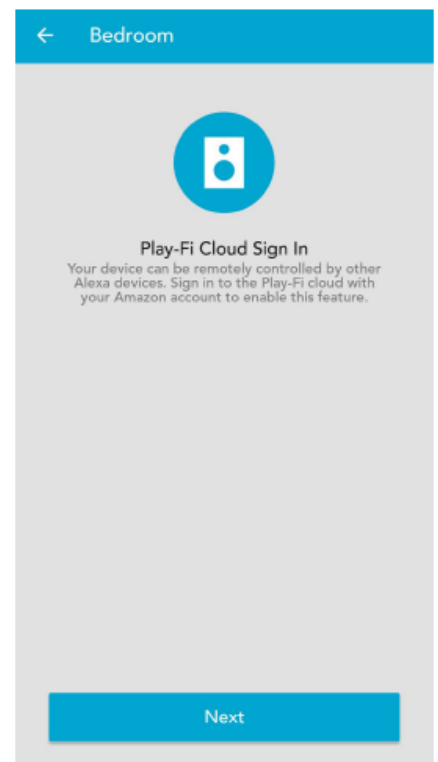 Bedroom
Play-Fi Cloud Sign In
Your device can be remotely controlled by other
Alexa devices. Sign in to the Play-Fi cloud with
your Amazon account to enable this feature.
Next